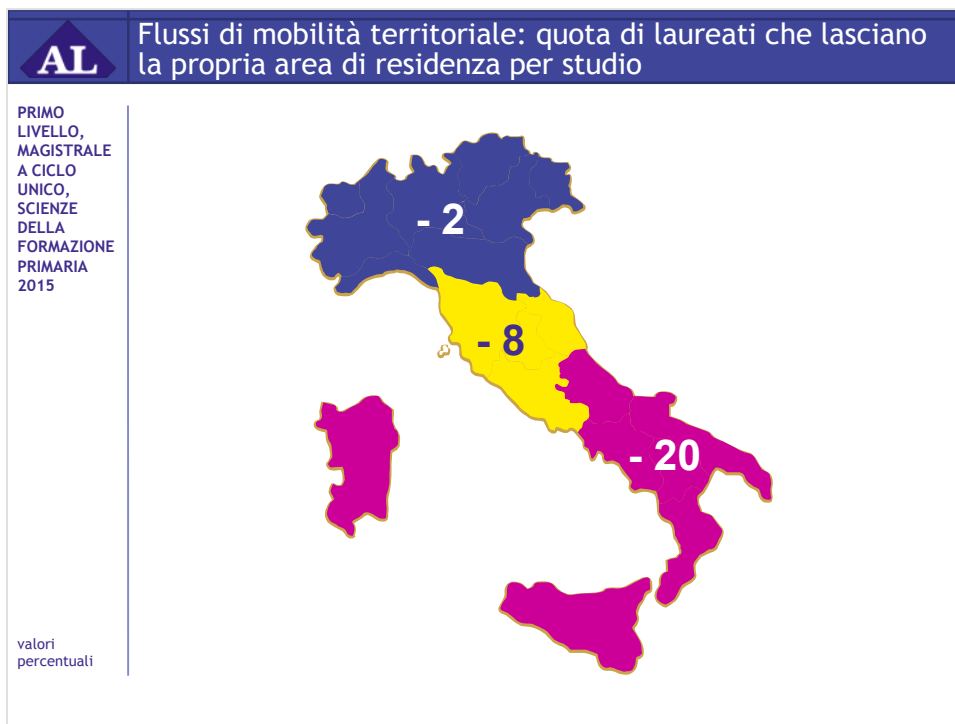 AL
Flussi di mobilità territoriale: quota di laureati che lasciano
la propria area di residenza per studio
PRIMO
LIVELLO,
MAGISTRALE
A CICLO
UNICO,
SCIENZE
DELLA
FORMAZIONE
PRIMARIA
2015
- 2
- 8
- 20
valori
percentuali